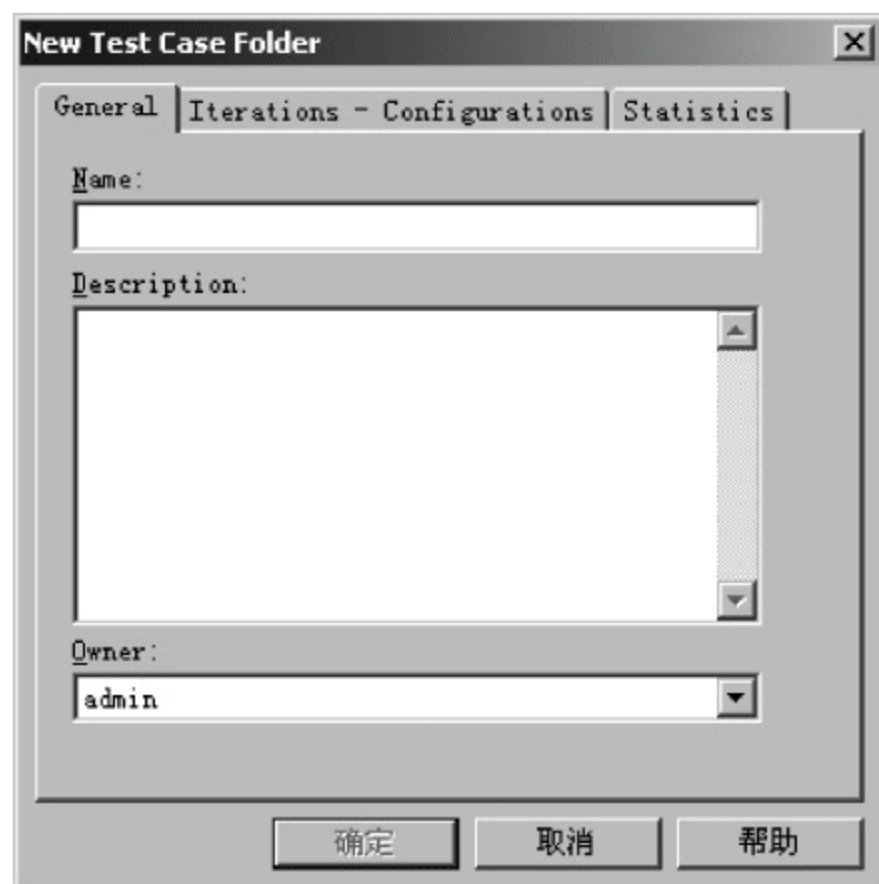 New Test Case Folder
General Iterations - Configurations Statistics
Name:
Description:
Owner:
admin
确定 取消 帮助